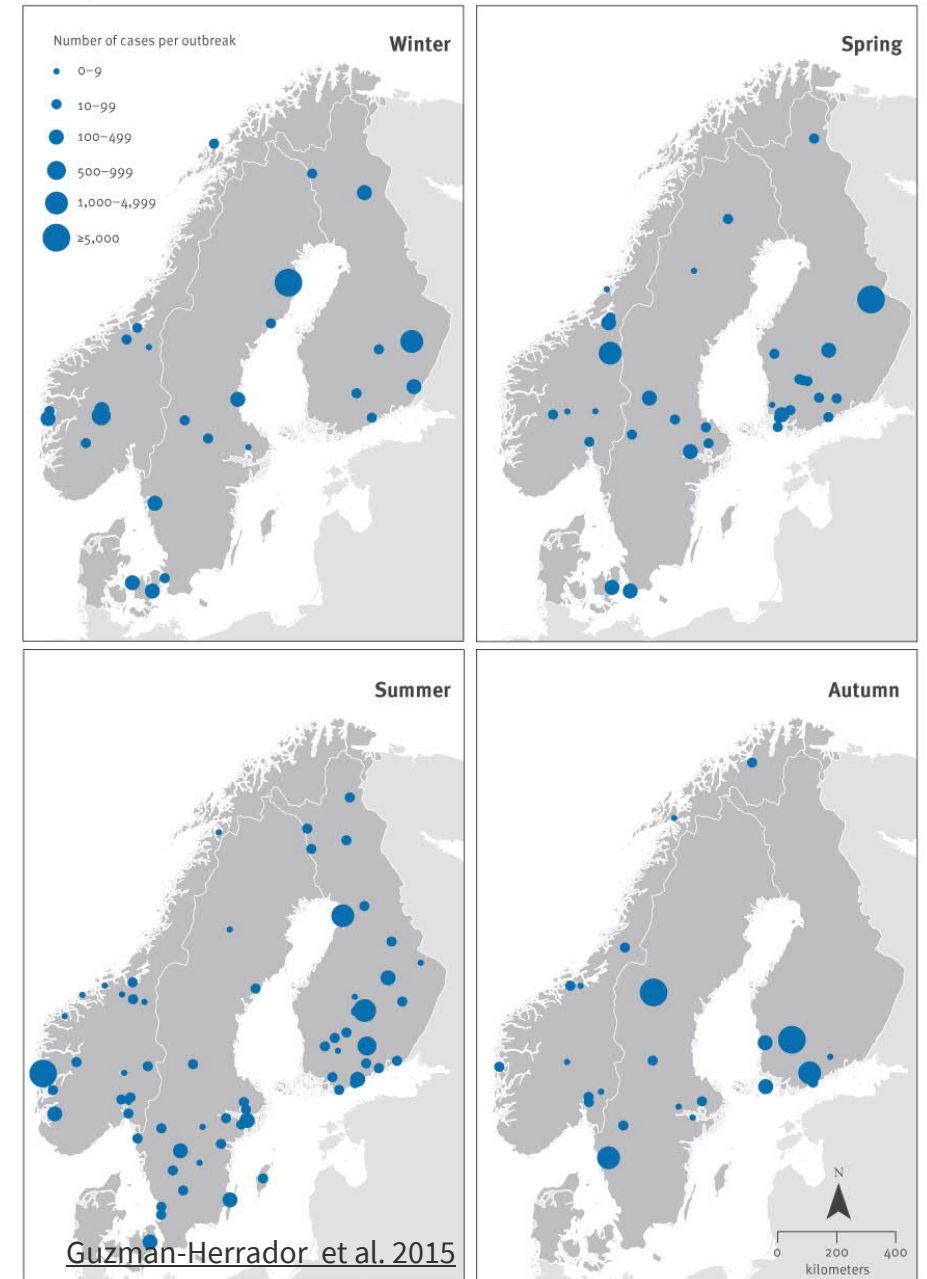 Number of cases per outbreak
Winter
0–9
10–99
100–499
500–999
1,000–4,999
≥5,000
Spring
Summer
Autumn
N
0 200 400
kilometers
Guzman-Herrador et al. 2015